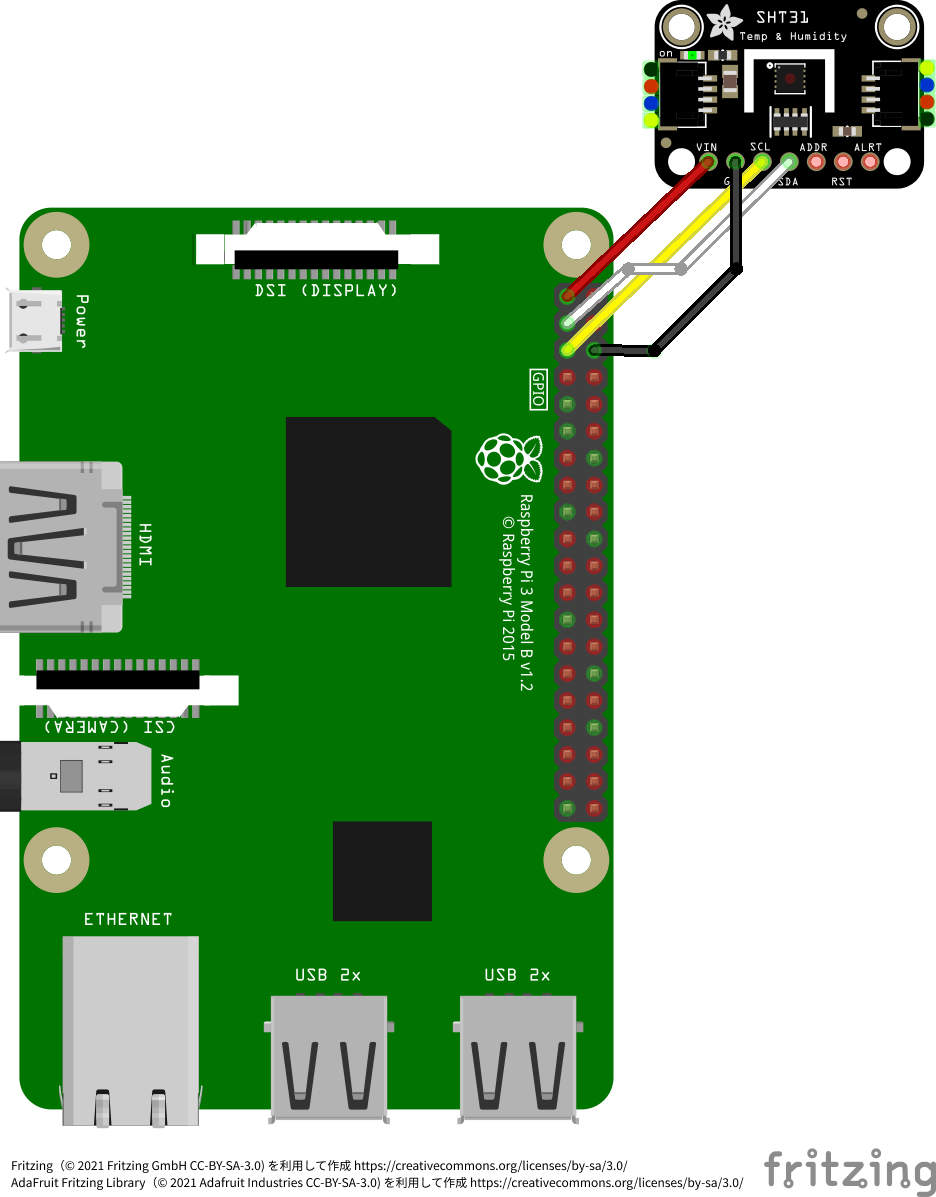 SHT31
Temp & Humidity
on
VIN
SCL
ADDR
ALRT
G
SDA
RST
DSI (DISPLAY)
Power
GPIO
HDMI
Raspberry Pi 3 Model B v1.2
© Raspberry Pi 2015
CSI (CAMERA)
Audio
ETHERNET
USB 2x
USB 2x
Fritzing（© 2021 Fritzing GmbH CC-BY-SA-3.0) を利用して作成 https://creativecommons.org/licenses/by-sa/3.0/
AdaFruit Fritzing Library（© 2021 Adafruit Industries CC-BY-SA-3.0) を利用して作成 https://creativecommons.org/licenses/by-sa/3.0/
fritzing